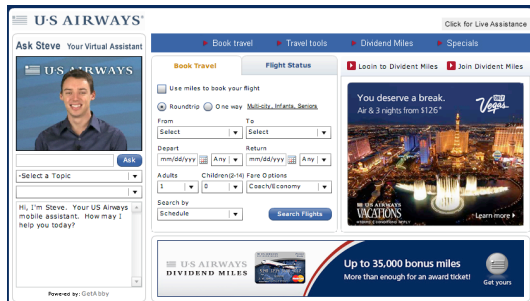 U·S AIRWAYS®
Click for Live Assistance
Ask Steve Your Virtual Assistant
Book travel
Travel tools
Dividend Miles
Specials
U·S AIRWAYS
Book Travel
Flight Status
Login to Dividend Miles
Join Dividend Miles
Use miles to book your flight
Roundtrip
One way
Multi-city, Infants, Seniors
From
To
Select
Select
Depart
Return
mm/dd/yyy
Any
mm/dd/yyy
Any
Adults
Children(2-14)
Fare Options
1
0
Coach/Economy
Search by
Schedule
Search Flights
Ask
-Select a Topic
Hi, I'm Steve. Your US Airways
mobile assistant. How may I
help you today?
Powered by: GetAbby
You deserve a break.
Air & 3 nights from $126*
Vegas
U·S AIRWAYS
VACATIONS
Learn more
U·S AIRWAYS
DIVIDEND MILES
Up to 35,000 bonus miles
More than enough for an award ticket!
Get yours